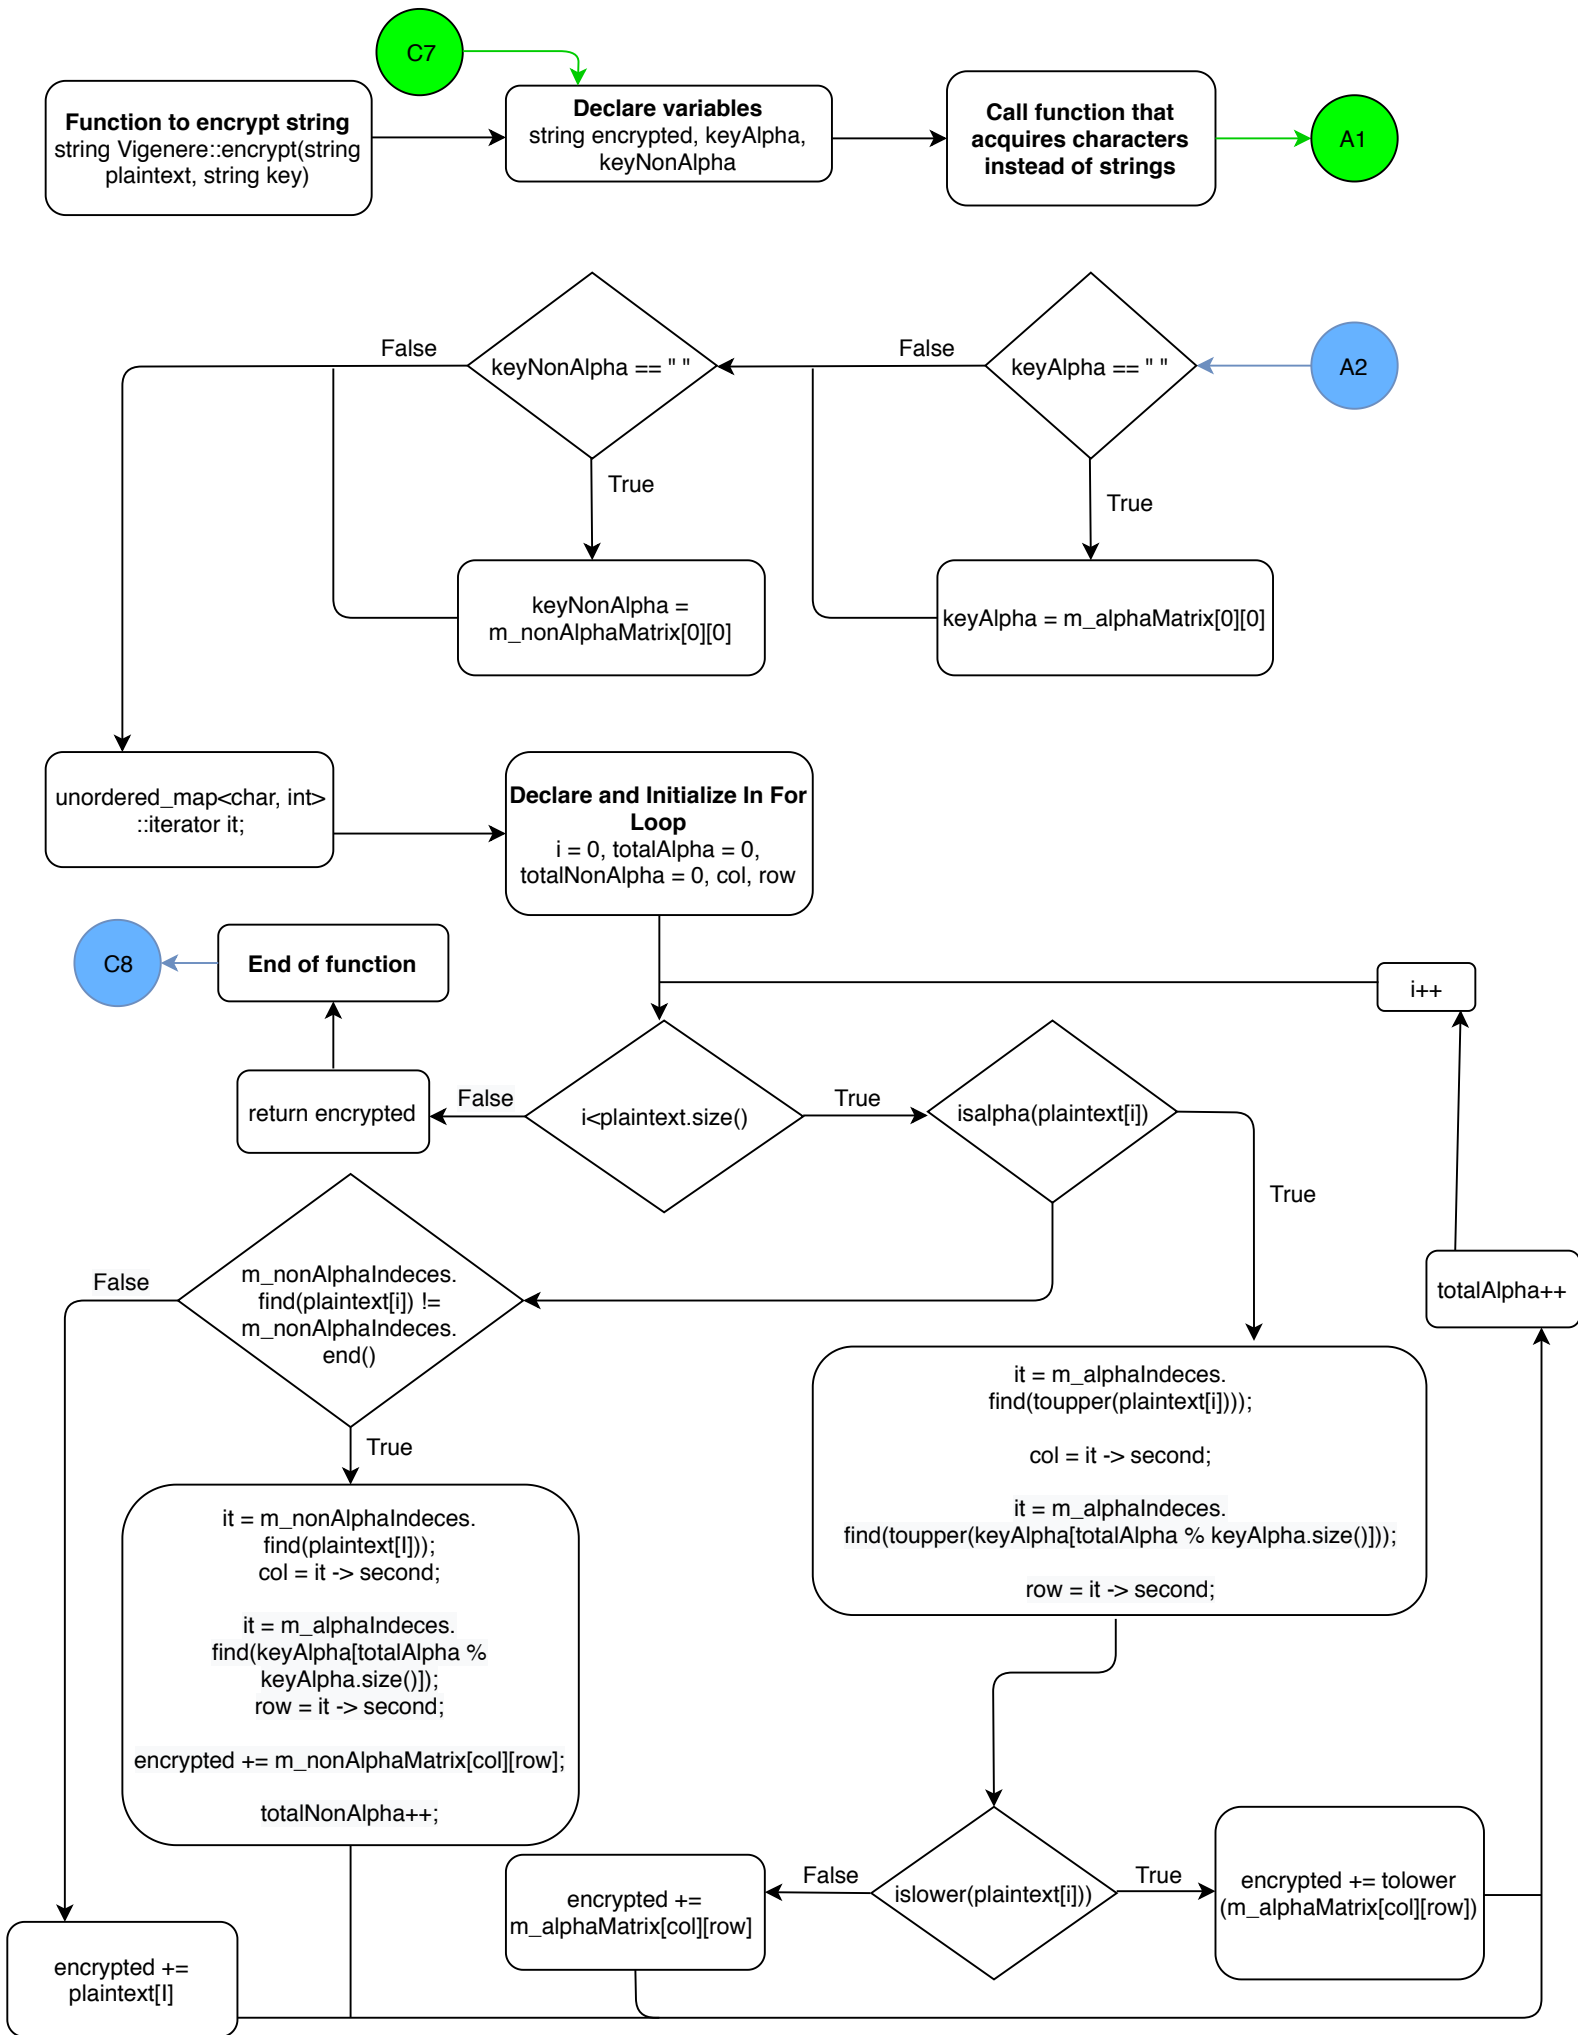 C7
Function to encrypt string
string Vigenere::encrypt(string
plaintext, string key)
Declare variables
string encrypted, keyAlpha,
keyNonAlpha
Call function that
acquires characters
instead of strings
A1
False
keyNonAlpha == " "
True
False
keyAlpha == " "
True
A2
keyNonAlpha =
m_nonAlphaMatrix[0][0]
keyAlpha = m_alphaMatrix[0][0]
unordered_map<char, int>
::iterator it;
Declare and Initialize In For
Loop
i = 0, totalAlpha = 0,
totalNonAlpha = 0, col, row
C8
End of function
i++
return encrypted
False
i<plaintext.size()
True
isalpha(plaintext[i])
True
False
m_nonAlphaIndeces.
find(plaintext[i]) !=
m_nonAlphaIndeces.
end()
True
totalAlpha++
it = m_alphaIndeces.
find(toupper(plaintext[i])));
col = it -> second;
it = m_alphaIndeces.
find(toupper(keyAlpha[totalAlpha % keyAlpha.size()]));
row = it -> second;
it = m_nonAlphaIndeces.
find(plaintext[I]));
col = it -> second;
it = m_alphaIndeces.
find(keyAlpha[totalAlpha %
keyAlpha.size()]);
row = it -> second;
encrypted += m_nonAlphaMatrix[col][row];
totalNonAlpha++;
encrypted +=
m_alphaMatrix[col][row]
False
islower(plaintext[i]))
True
encrypted += tolower
(m_alphaMatrix[col][row])
encrypted +=
plaintext[I]